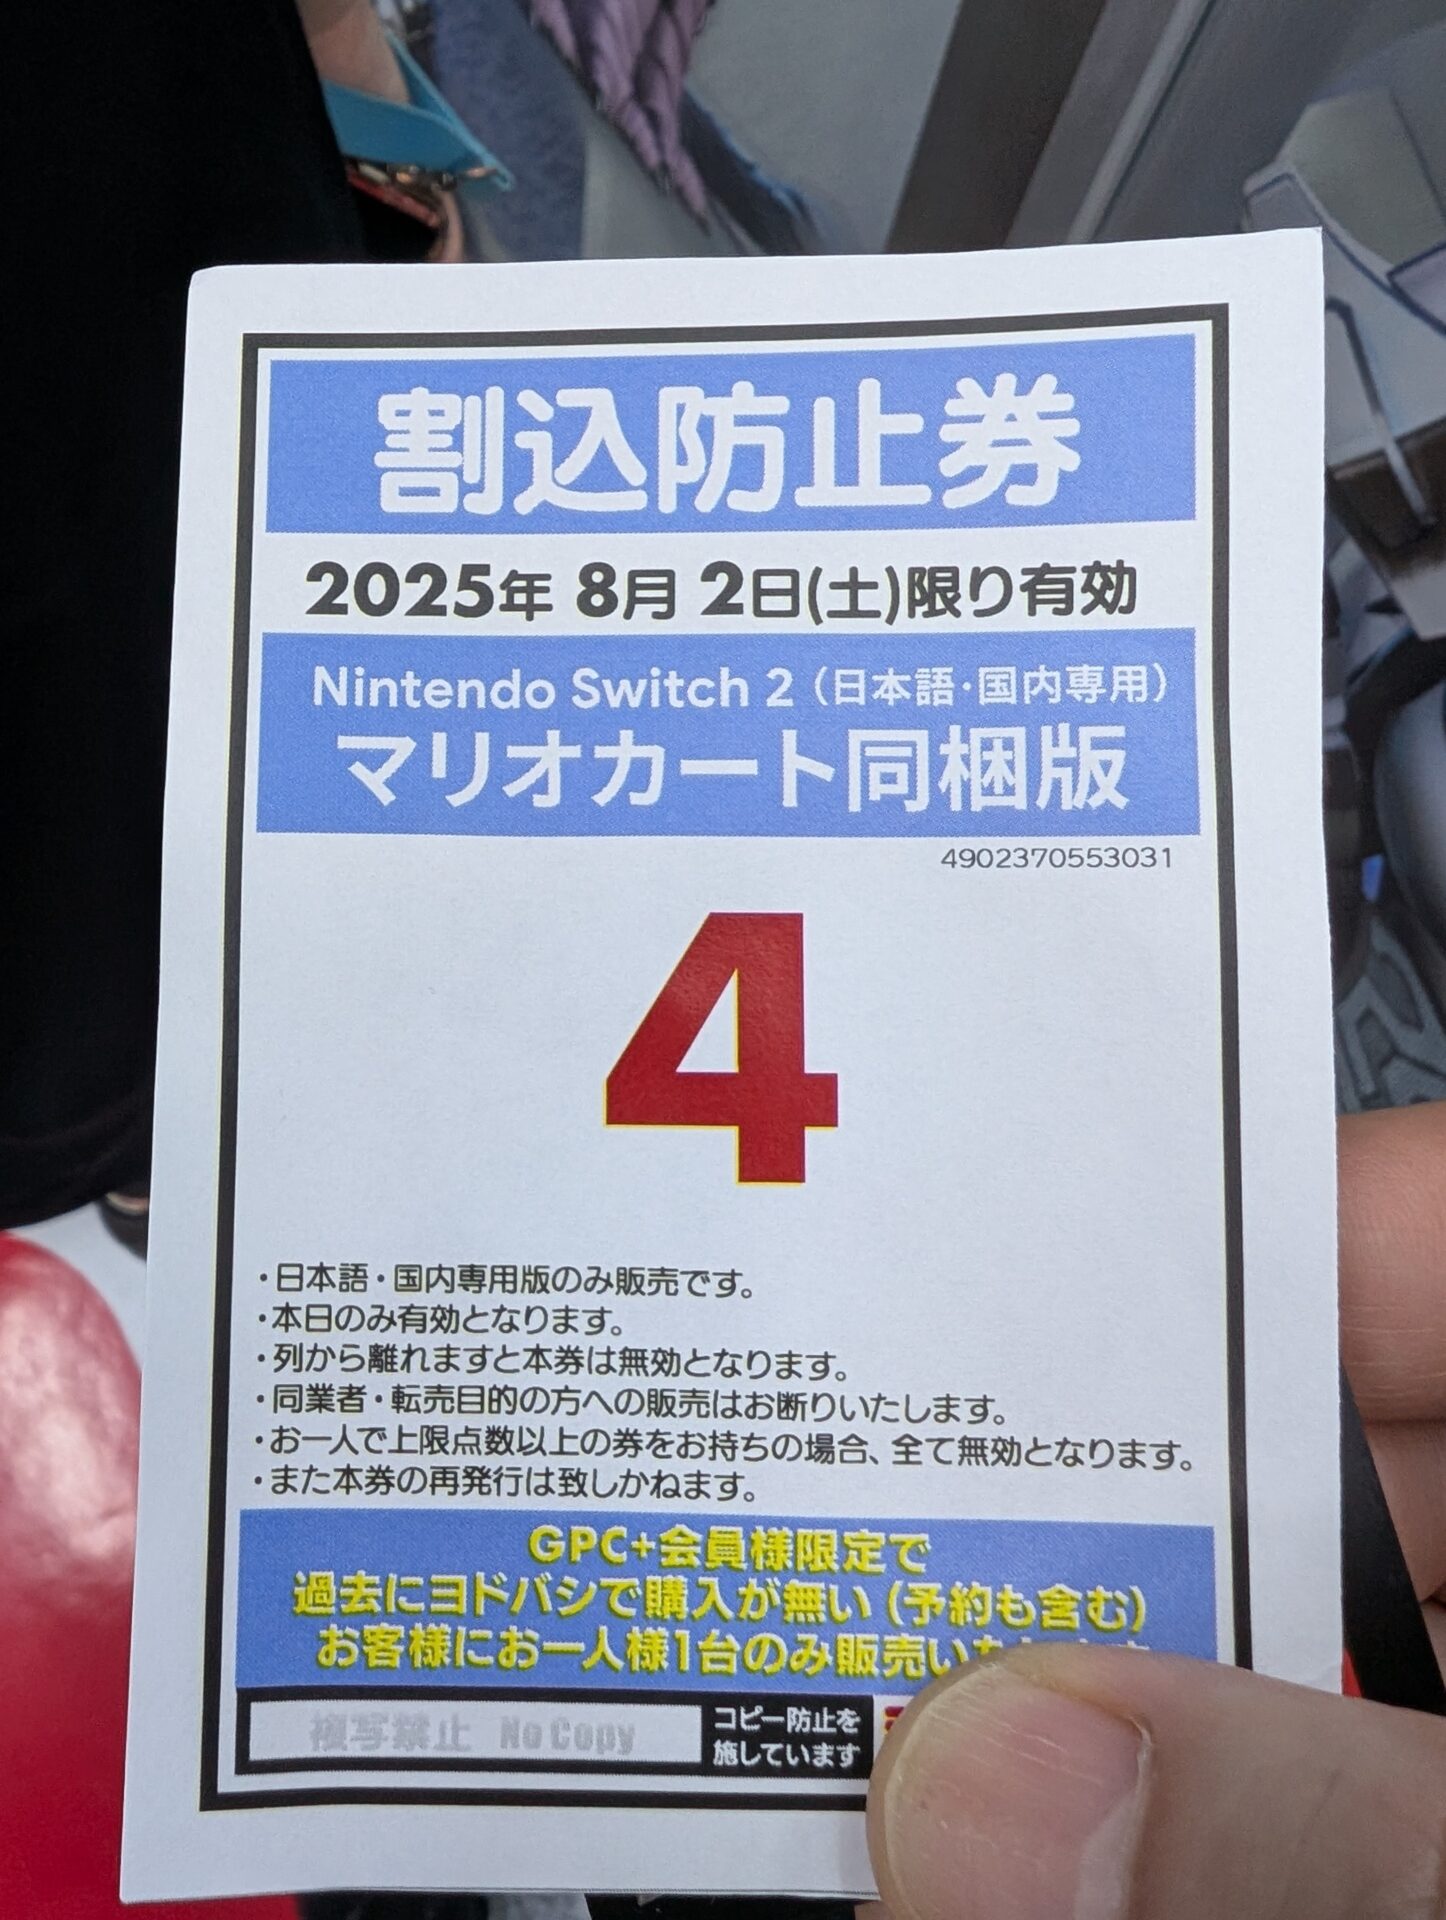 割込防止券
2025年 8月 2日(土)限り有効
Nintendo Switch 2（日本語・国内専用）
マリオカート同梱版
4902370553031
4
・日本語・国内専用版のみ販売です。
・本日のみ有効となります。
・列から離れますと本券は無効となります。
・同業者・転売目的の方への販売はお断りいたします。
・お一人で上限点数以上の券をお持ちの場合、全て無効となります。
・また本券の再発行は致しかねます。
GPC+会員様限定で
過去にヨドバシで購入が無い（予約も含む）
お客様にお一人様1台のみ販売い
複写禁止 No Copy
コピー防止を
施しています